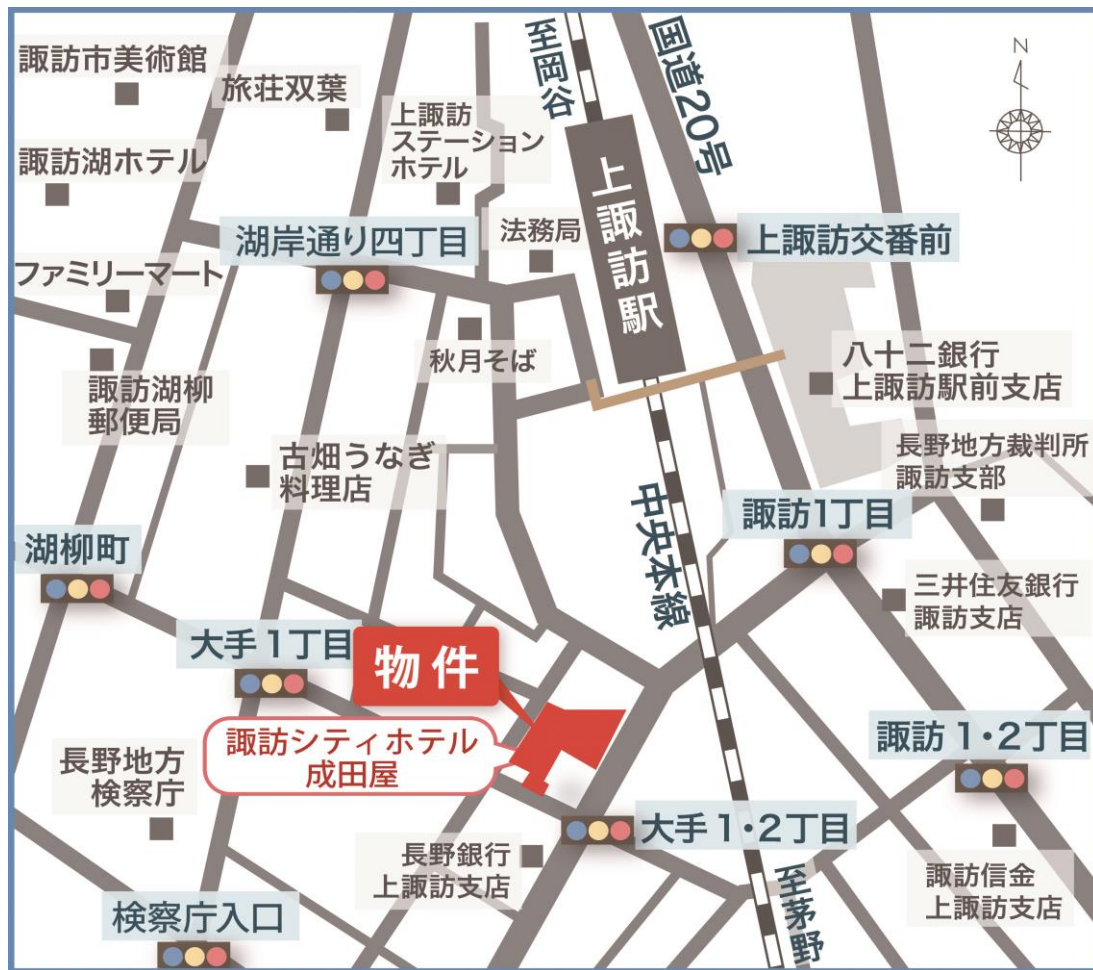 諏訪市美術館
旅荘双葉
至岡谷
国道20号
N
上諏訪
ステーション
ホテル
諏訪湖ホテル
上諏訪駅
湖岸通り四丁目
法務局
上諏訪交番前
ファミリーマート
秋月そば
諏訪湖柳
郵便局
八十二銀行
上諏訪駅前支店
古畑うなぎ
料理店
長野地方裁判所
諏訪支部
中央本線
諏訪1丁目
湖柳町
三井住友銀行
諏訪支店
大手1丁目
物件
諏訪シティホテル
成田屋
諏訪1・2丁目
長野地方
検察庁
大手1・2丁目
長野銀行
上諏訪支店
至茅野
諏訪信金
上諏訪支店
検察庁入口